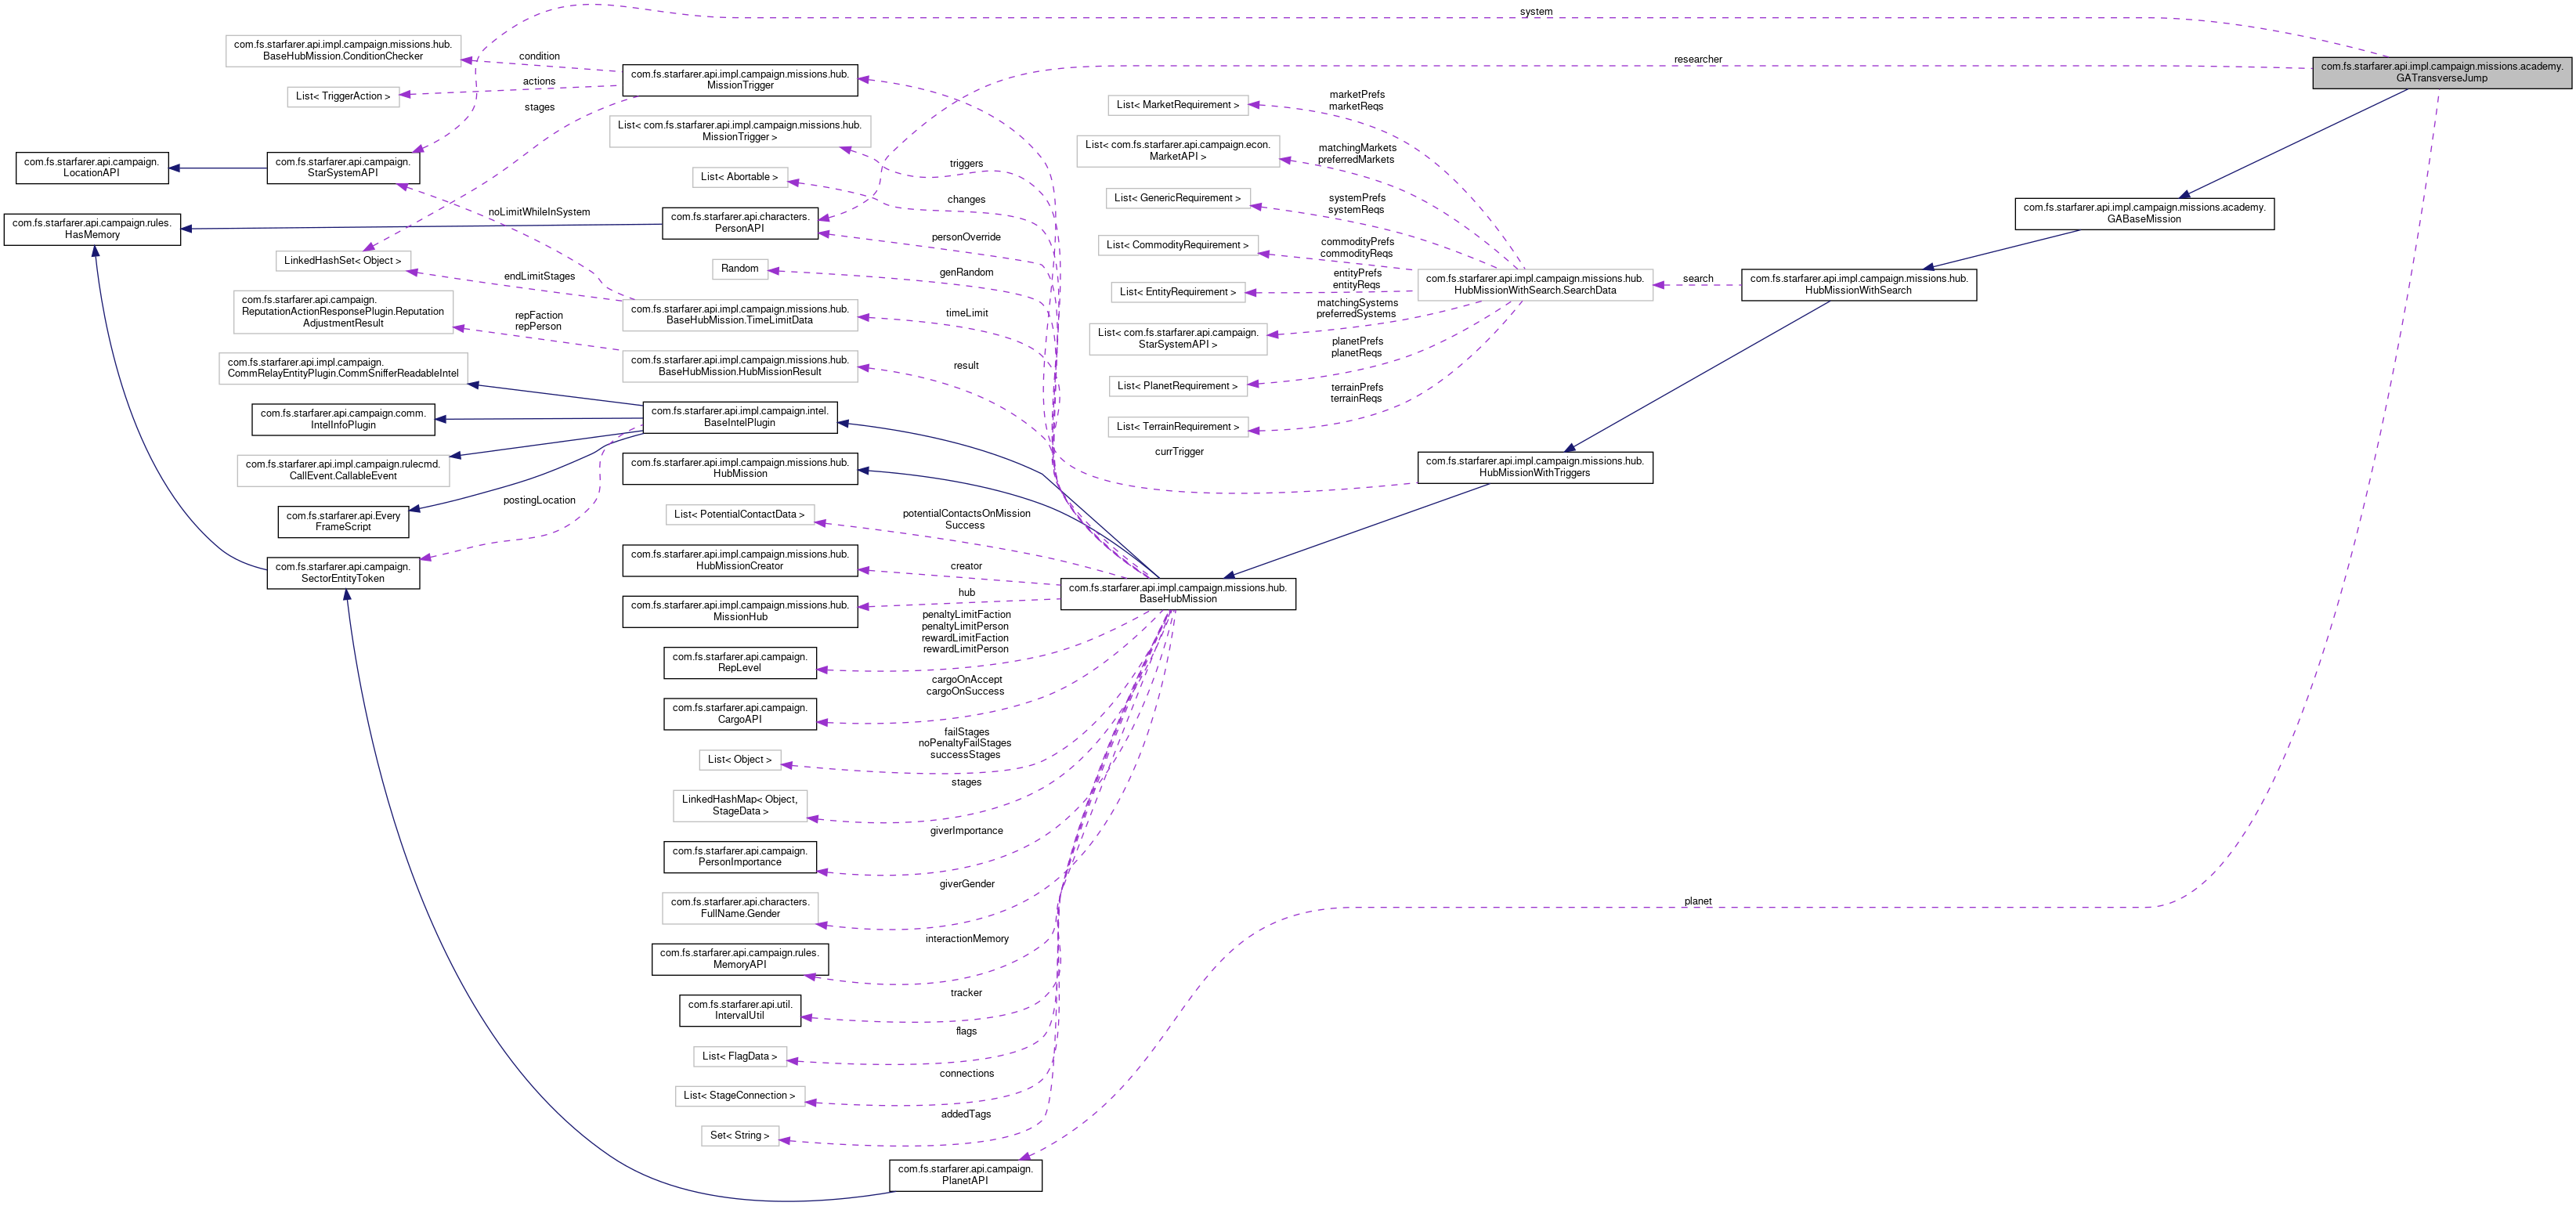 system
com.fs.starfarer.api.impl.campaign.missions.hub.
BaseHubMission.ConditionChecker
condition
researcher
com.fs.starfarer.api.impl.campaign.missions.academy.
GATransverseJump
com.fs.starfarer.api.impl.campaign.missions.hub.
MissionTrigger
actions
List< TriggerAction >
stages
marketPrefs
marketReqs
List< MarketRequirement >
List< com.fs.starfarer.api.impl.campaign.missions.hub.
MissionTrigger >
List< com.fs.starfarer.api.campaign.econ.
MarketAPI >
matchingMarkets
preferredMarkets
com.fs.starfarer.api.campaign.
LocationAPI
com.fs.starfarer.api.campaign.
StarSystemAPI
triggers
List< Abortable >
changes
List< GenericRequirement >
systemPrefs
systemReqs
com.fs.starfarer.api.campaign.rules.
HasMemory
noLimitWhileInSystem
com.fs.starfarer.api.characters.
PersonAPI
personOverride
com.fs.starfarer.api.impl.campaign.missions.academy.
GABaseMission
List< CommodityRequirement >
commodityPrefs
commodityReqs
LinkedHashSet< Object >
endLimitStages
Random
genRandom
List< EntityRequirement >
entityPrefs
entityReqs
com.fs.starfarer.api.impl.campaign.missions.hub.
HubMissionWithSearch.SearchData
search
com.fs.starfarer.api.impl.campaign.missions.hub.
HubMissionWithSearch
com.fs.starfarer.api.campaign.
ReputationActionResponsePlugin.Reputation
AdjustmentResult
repFaction
repPerson
com.fs.starfarer.api.impl.campaign.missions.hub.
BaseHubMission.TimeLimitData
timeLimit
matchingSystems
preferredSystems
List< com.fs.starfarer.api.campaign.
StarSystemAPI >
com.fs.starfarer.api.impl.campaign.
CommRelayEntityPlugin.CommSnifferReadableIntel
com.fs.starfarer.api.impl.campaign.missions.hub.
BaseHubMission.HubMissionResult
result
planetPrefs
planetReqs
List< PlanetRequirement >
terrainPrefs
terrainReqs
com.fs.starfarer.api.campaign.comm.
IntelInfoPlugin
com.fs.starfarer.api.impl.campaign.intel.
BaseIntelPlugin
List< TerrainRequirement >
currTrigger
com.fs.starfarer.api.impl.campaign.rulecmd.
CallEvent.CallableEvent
com.fs.starfarer.api.impl.campaign.missions.hub.
HubMission
com.fs.starfarer.api.impl.campaign.missions.hub.
HubMissionWithTriggers
postingLocation
com.fs.starfarer.api.Every
FrameScript
List< PotentialContactData >
potentialContactsOnMission
Success
com.fs.starfarer.api.campaign.
SectorEntityToken
com.fs.starfarer.api.impl.campaign.missions.hub.
HubMissionCreator
creator
com.fs.starfarer.api.impl.campaign.missions.hub.
BaseHubMission
hub
com.fs.starfarer.api.impl.campaign.missions.hub.
MissionHub
penaltyLimitFaction
penaltyLimitPerson
rewardLimitFaction
rewardLimitPerson
com.fs.starfarer.api.campaign.
RepLevel
cargoOnAccept
cargoOnSuccess
com.fs.starfarer.api.campaign.
CargoAPI
failStages
noPenaltyFailStages
successStages
List< Object >
stages
LinkedHashMap< Object,
StageData >
giverImportance
com.fs.starfarer.api.campaign.
PersonImportance
giverGender
com.fs.starfarer.api.characters.
FullName.Gender
planet
interactionMemory
com.fs.starfarer.api.campaign.rules.
MemoryAPI
tracker
com.fs.starfarer.api.util.
IntervalUtil
flags
List< FlagData >
connections
List< StageConnection >
addedTags
Set< String >
com.fs.starfarer.api.campaign.
PlanetAPI